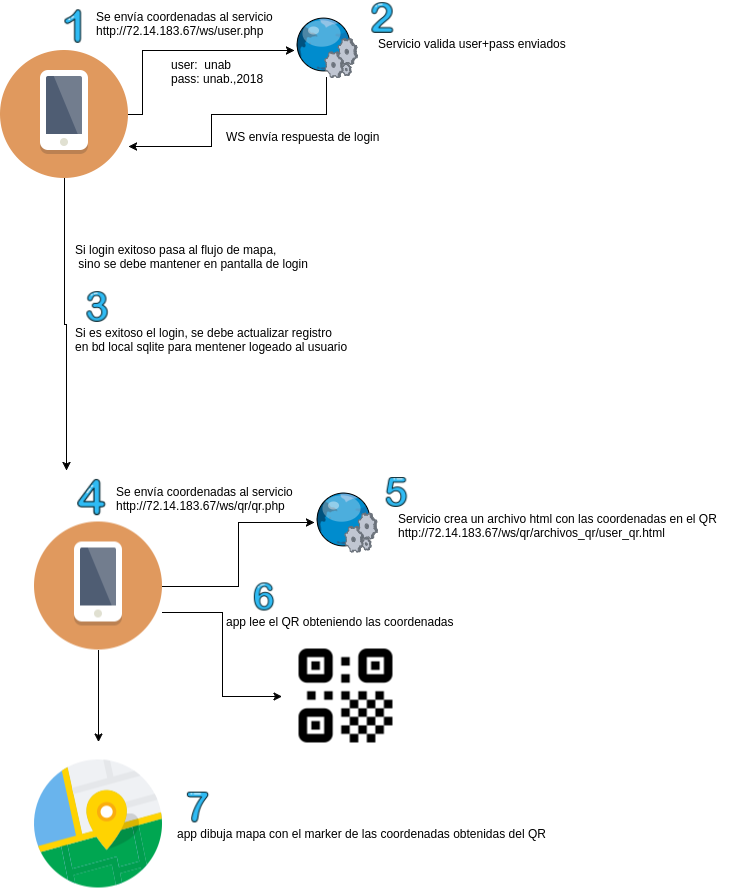 1
Se envía coordenadas al servicio
http://72.14.183.67/ws/user.php
2
Servicio valida user+pass enviados
user:  unab
pass: unab.,2018
WS envía respuesta de login
Si login exitoso pasa al flujo de mapa,
sino se debe mantener en pantalla de login
3
Si es exitoso el login, se debe actualizar registro
en bd local sqlite para mentener logeado al usuario
4
Se envía coordenadas al servicio
http://72.14.183.67/ws/qr/qr.php
5
Servicio crea un archivo html con las coordenadas en el QR
http://72.14.183.67/ws/qr/archivos_qr/user_qr.html
6
app lee el QR obteniendo las coordenadas
7
app dibuja mapa con el marker de las coordenadas obtenidas del QR